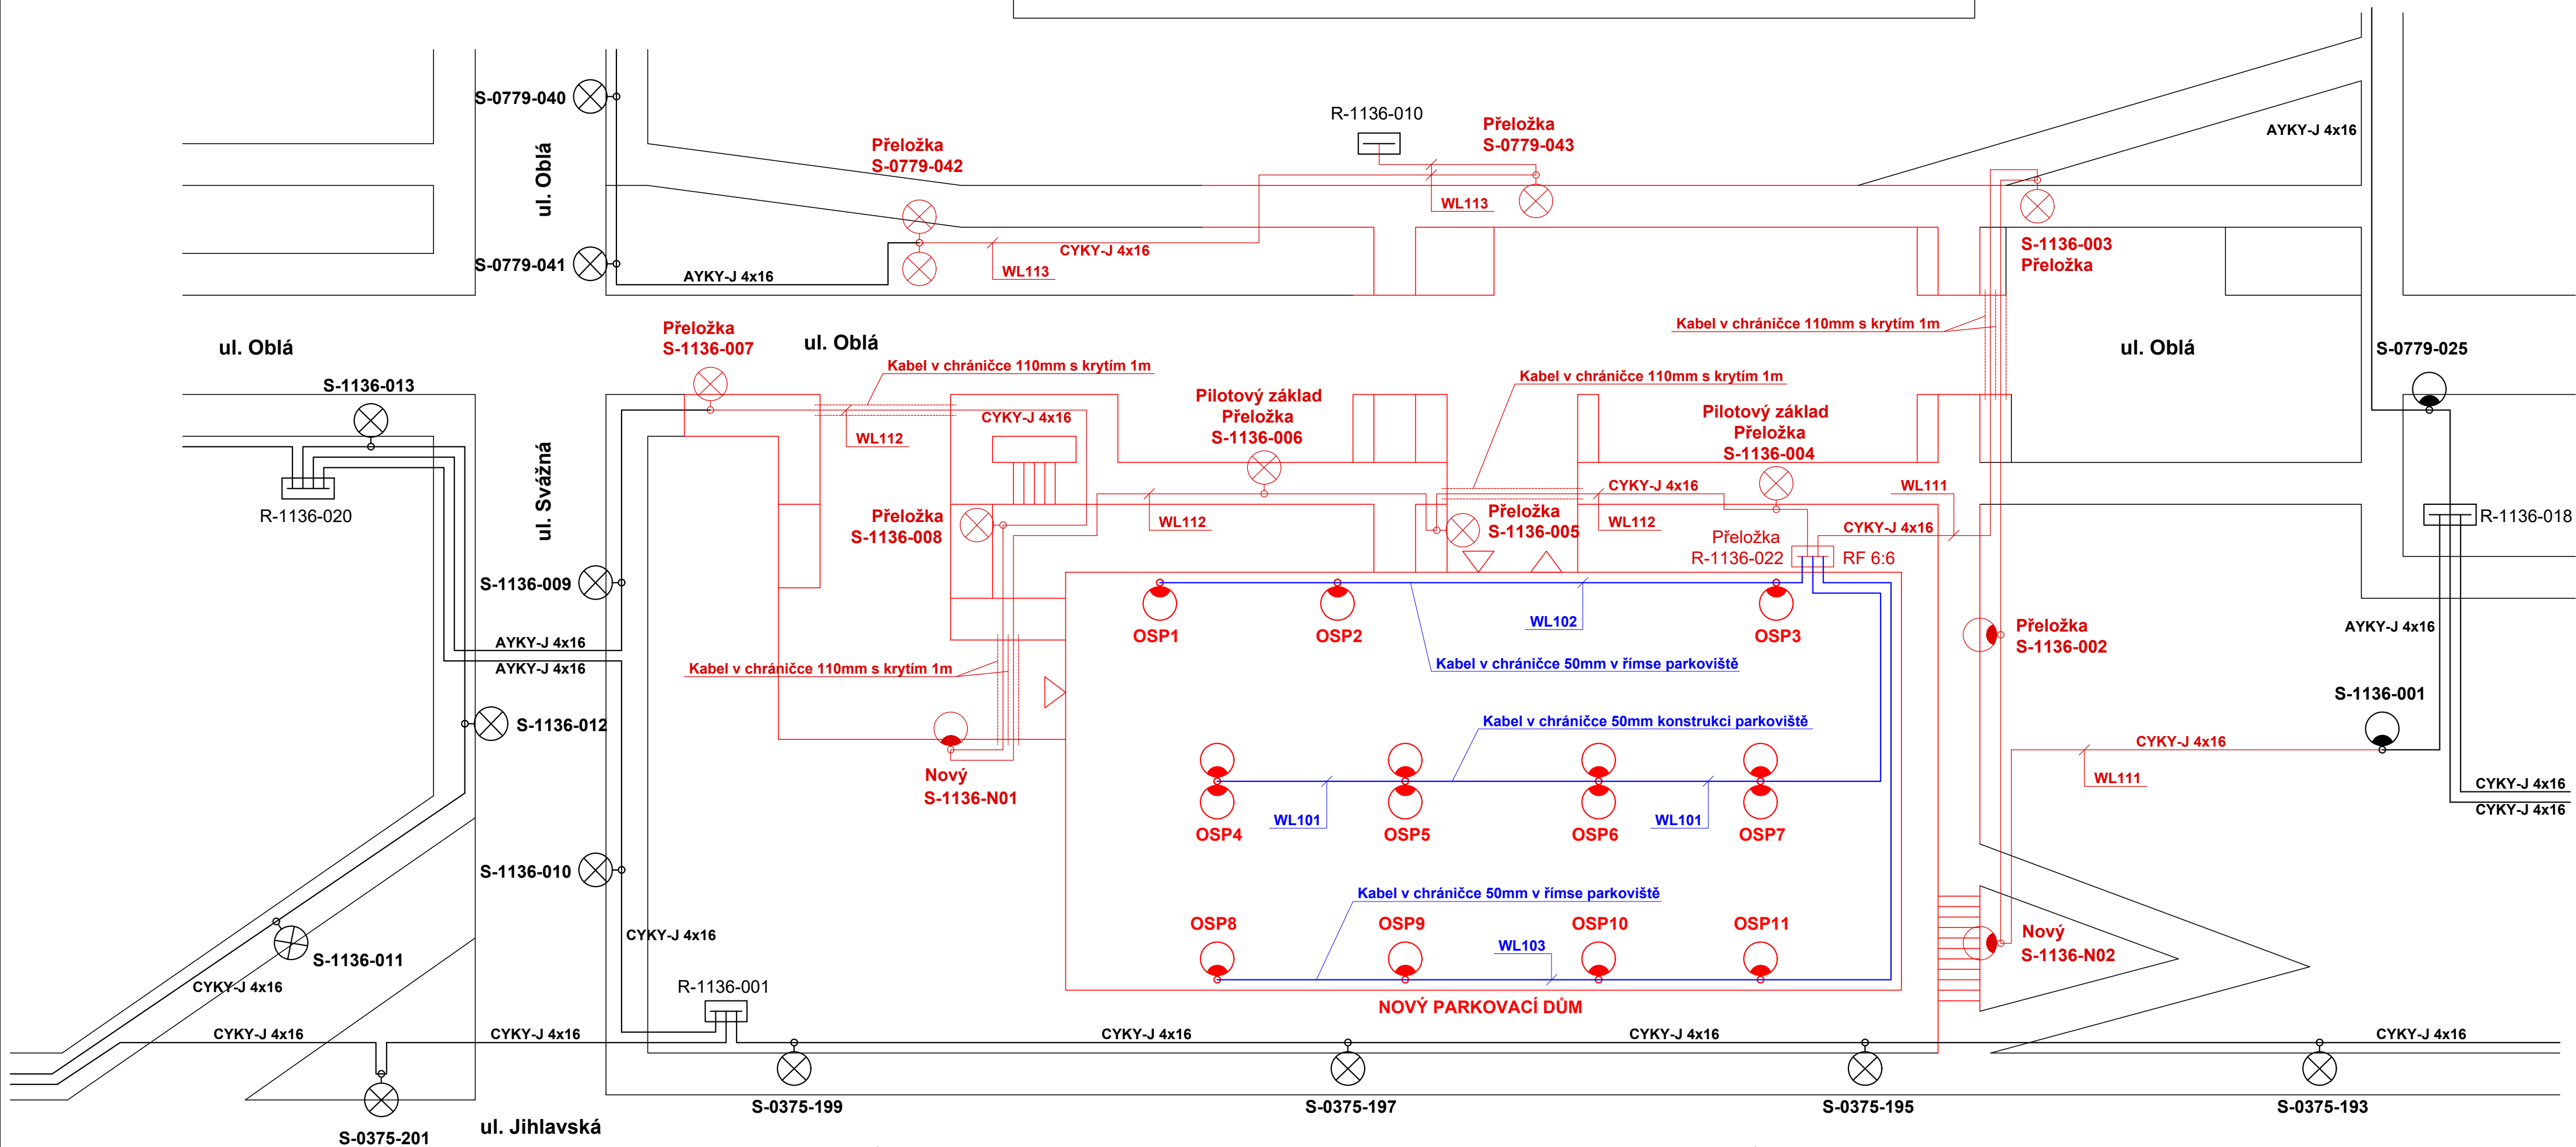 S-0779-040
ul. Oblá
S-0779-041
AYKY-J 4x16
Přeložka
S-0779-042
WL113
CYKY-J 4x16
R-1136-010
Přeložka
S-0779-043
WL113
AYKY-J 4x16
S-1136-003
Přeložka
Kabel v chráničce 110mm s krytím 1m
ul. Oblá
S-0779-025
ul. Oblá
S-1136-013
R-1136-020
ul. Svážná
Přeložka
S-1136-007
ul. Oblá
Kabel v chráničce 110mm s krytím 1m
WL112
CYKY-J 4x16
Pilotový základ
Přeložka
S-1136-006
Kabel v chráničce 110mm s krytím 1m
Pilotový základ
Přeložka
S-1136-004
CYKY-J 4x16
WL111
WL112
WL112
Přeložka
S-1136-008
Přeložka
S-1136-005
CYKY-J 4x16
Přeložka
R-1136-022
RF 6:6
R-1136-018
S-1136-009
AYKY-J 4x16
AYKY-J 4x16
OSP1
OSP2
OSP3
WL102
Kabel v chráničce 50mm v římse parkoviště
Kabel v chráničce 110mm s krytím 1m
Přeložka
S-1136-002
AYKY-J 4x16
S-1136-001
S-1136-012
Nový
S-1136-N01
Kabel v chráničce 50mm konstrukci parkoviště
CYKY-J 4x16
WL111
CYKY-J 4x16
CYKY-J 4x16
OSP4
WL101
OSP5
OSP6
WL101
OSP7
S-1136-010
Kabel v chráničce 50mm v římse parkoviště
OSP8
OSP9
OSP10
OSP11
WL103
Nový
S-1136-N02
CYKY-J 4x16
S-1136-011
CYKY-J 4x16
R-1136-001
NOVÝ PARKOVACÍ DŮM
CYKY-J 4x16
CYKY-J 4x16
CYKY-J 4x16
CYKY-J 4x16
CYKY-J 4x16
S-0375-199
S-0375-197
S-0375-195
S-0375-193
ul. Jihlavská
S-0375-201